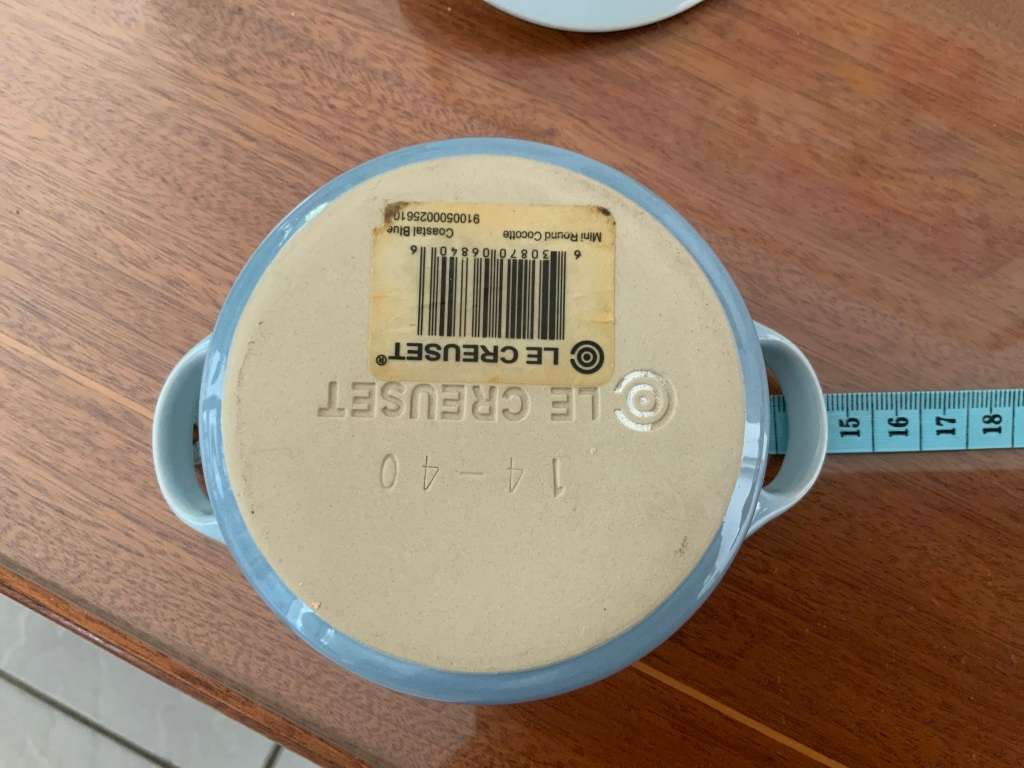 14-40
LE CREUSET
LE CREUSET®
6 30870 06840 6
Mini Round Cocotte Coastal Blue
9100500025610
15 16 17 18